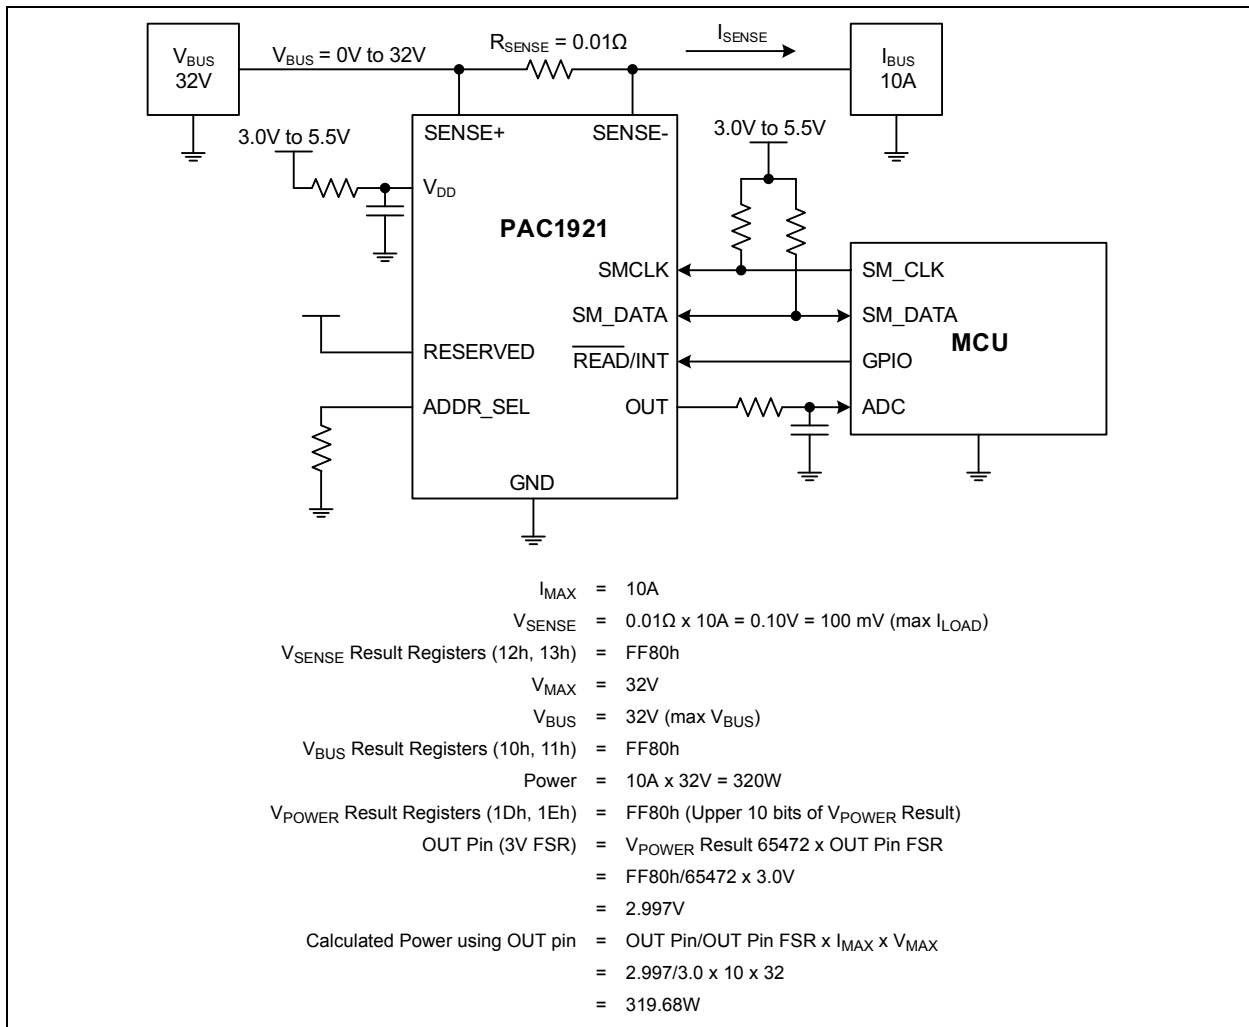 V_BUS
32V
V_BUS = 0V to 32V
R_SENSE = 0.01Ω
I_SENSE
I_BUS
10A
3.0V to 5.5V
SENSE+
SENSE-
3.0V to 5.5V
V_DD
PAC1921
SMCLK
SM_CLK
SM_DATA
SM_DATA
MCU
RESERVED
READ/INT
GPIO
ADDR_SEL
OUT
ADC
GND
I_MAX = 10A
V_SENSE = 0.01Ω x 10A = 0.10V = 100 mV (max I_LOAD)
V_SENSE Result Registers (12h, 13h) = FF80h
V_MAX = 32V
V_BUS = 32V (max V_BUS)
V_BUS Result Registers (10h, 11h) = FF80h
Power = 10A x 32V = 320W
V_POWER Result Registers (1Dh, 1Eh) = FF80h (Upper 10 bits of V_POWER Result)
OUT Pin (3V FSR) = V_POWER Result 65472 x OUT Pin FSR
= FF80h/65472 x 3.0V
= 2.997V
Calculated Power using OUT pin = OUT Pin/OUT Pin FSR x I_MAX x V_MAX
= 2.997/3.0 x 10 x 32
= 319.68W